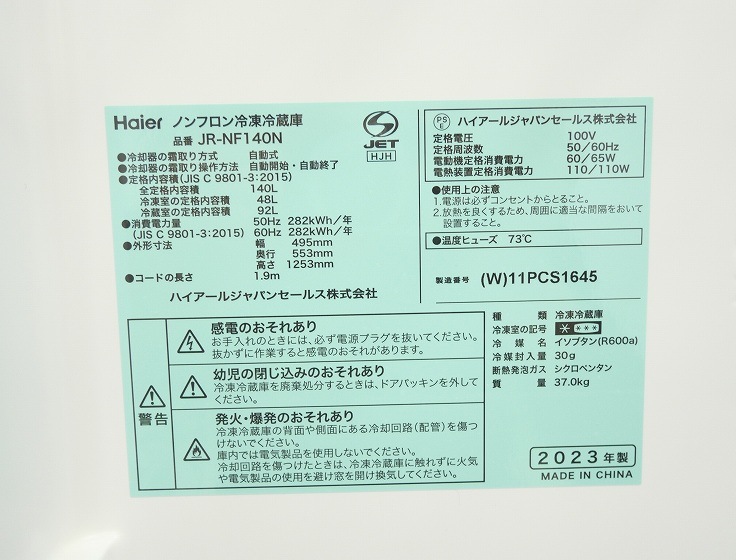 Haier ノンフロン冷凍冷蔵庫
品番 JR-NF140N
JET
HJH
●冷却器の霜取り方式 自動式
●冷却器の霜取り操作方法 自動開始・自動終了
●定格内容積(JIS C 9801-3:2015)
全定格内容積 140L
冷凍室の定格内容積 48L
冷蔵室の定格内容積 92L
●消費電力量 50Hz 282kWh/年
(JIS C 9801-3:2015) 60Hz 282kWh/年
●外形寸法 幅 495mm
奥行 553mm
高さ 1253mm
●コードの長さ 1.9m
ハイアールジャパンセールス株式会社
PS
E
ハイアールジャパンセールス株式会社
定格電圧 100V
定格周波数 50/60Hz
電動機定格消費電力 60/65W
電熱装置定格消費電力 110/110W
●使用上の注意
1.電源は必ずコンセントからとること。
2.放熱を良くするため、周囲に適当な間隔をおいて
設置すること。
●温度ヒューズ 73℃
製造番号 (W)11PCS1645
警告
感電のおそれあり
お手入れのときには、必ず電源プラグを抜いてください。
抜かずに作業すると感電のおそれがあります。
幼児の閉じ込みのおそれあり
冷凍冷蔵庫を廃棄処分するときは、ドアパッキンを外して
ください。
発火・爆発のおそれあり
冷凍冷蔵庫の背面や側面にある冷却回路(配管)を傷つ
けないでください。
庫内では電気製品を使用しないでください。
冷却回路を傷つけたときは、冷凍冷蔵庫に触れずに火気
や電気製品の使用を避け窓を開け換気してください。
種類 冷凍冷蔵庫
冷凍室の記号 ****
冷媒名 イソブタン(R600a)
冷媒封入量 30g
断熱発泡ガス シクロペンタン
質量 37.0kg
2023年製
MADE IN CHINA